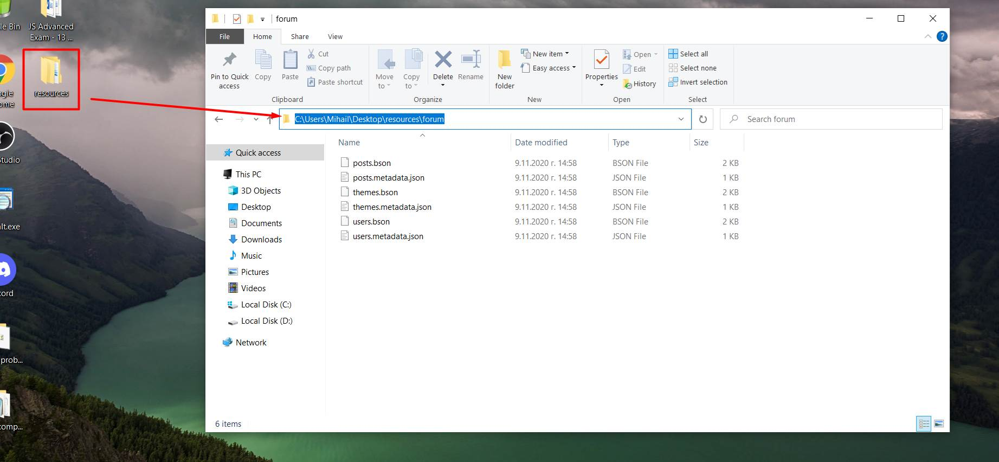 le Bin
JS Advanced
Exam - 13 ...
resources
ogle
ome
Studio
lt.exe
cord
prob...
comp...
forum
File
Home
Share
View
Pin to Quick
access
Copy
Paste
Cut
Copy path
Paste shortcut
Clipboard
Move
to
Copy
to
Delete
Rename
Organize
New
folder
New item
Easy access
New
Properties
Open
Edit
History
Open
Select all
Select none
Invert selection
Select
C:\Users\Mihail\Desktop\resources\forum
Search forum
Quick access
This PC
3D Objects
Desktop
Documents
Downloads
Music
Pictures
Videos
Local Disk (C:)
Local Disk (D:)
Network
Name Date modified Type Size
posts.bson 9.11.2020 г. 14:58 BSON File 2 KB
posts.metadata.json 9.11.2020 г. 14:58 JSON File 1 KB
themes.bson 9.11.2020 г. 14:58 BSON File 2 KB
themes.metadata.json 9.11.2020 г. 14:58 JSON File 1 KB
users.bson 9.11.2020 г. 14:58 BSON File 2 KB
users.metadata.json 9.11.2020 г. 14:58 JSON File 1 KB
6 items